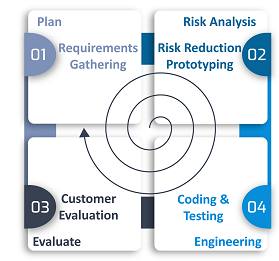 Plan
01
Requirements
Gathering
Risk Analysis
Risk Reduction
Prototyping
02
03
Customer
Evaluation
Evaluate
Coding &
Testing
04
Engineering